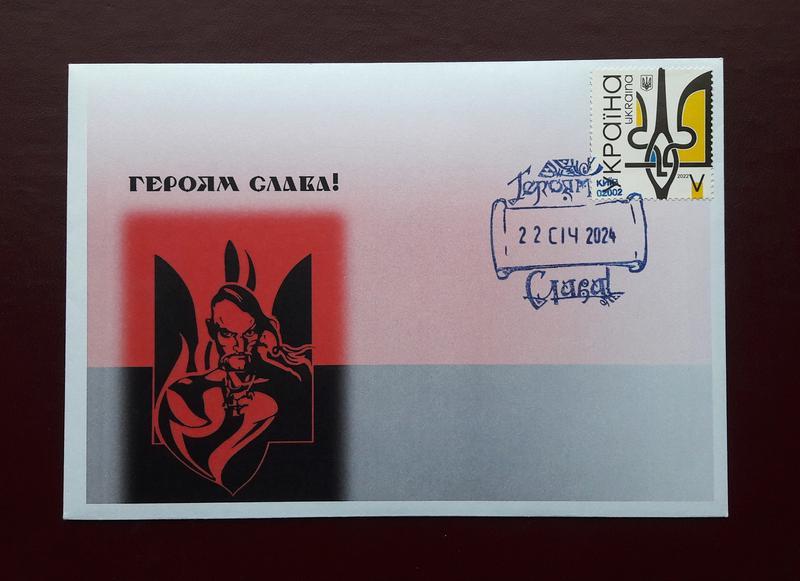 ГЕРОЯМ СЛАВА!
Україна
Ukraina
2022
V
Героям
КИЇВ
02002
22 СІЧ 2024
Слава!